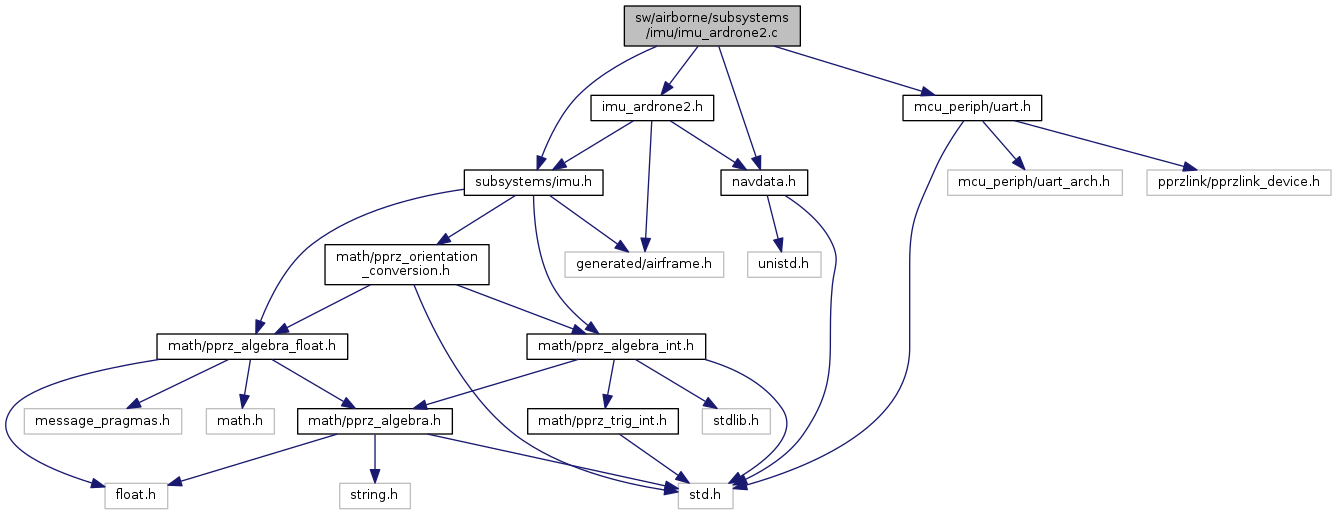 sw/airborne/subsystems
/imu/imu_ardrone2.c
imu_ardrone2.h
mcu_periph/uart.h
subsystems/imu.h
navdata.h
mcu_periph/uart_arch.h
pprzlink/pprzlink_device.h
math/pprz_orientation
_conversion.h
generated/airframe.h
unistd.h
math/pprz_algebra_float.h
math/pprz_algebra_int.h
message_pragmas.h
math.h
math/pprz_algebra.h
math/pprz_trig_int.h
stdlib.h
float.h
string.h
std.h